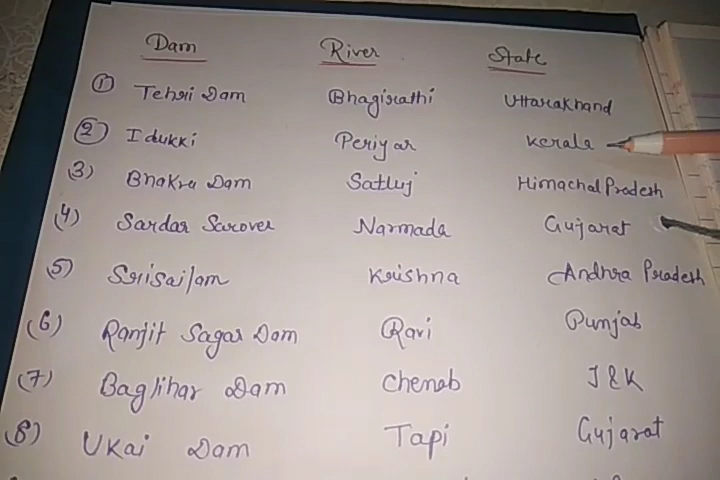 Dam River State
(1) Tehri Dam Bhagirathi Uttarakhand
(2) Idukki Periyar Kerala
(3) Bhakra Dam Satluj Himachal Pradesh
(4) Sardar Sarover Narmada Gujarat
(5) Srisailam Krishna Andhra Pradesh
(6) Ranjit Sagar Dam Ravi Punjab
(7) Baglihar Dam Chenab J&K
(8) Ukai Dam Tapi Gujarat